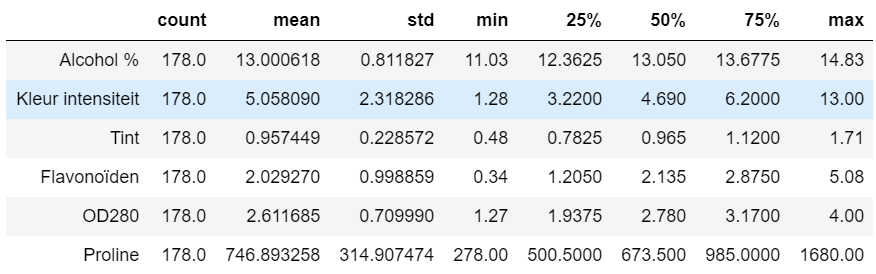 count mean std min 25% 50% 75% max
Alcohol % 178.0 13.000618 0.811827 11.03 12.3625 13.050 13.6775 14.83
Kleur intensiteit 178.0 5.058090 2.318286 1.28 3.2200 4.690 6.2000 13.00
Tint 178.0 0.957449 0.228572 0.48 0.7825 0.965 1.1200 1.71
Flavonoïden 178.0 2.029270 0.998859 0.34 1.2050 2.135 2.8750 5.08
OD280 178.0 2.611685 0.709990 1.27 1.9375 2.780 3.1700 4.00
Proline 178.0 746.893258 314.907474 278.00 500.5000 673.500 985.0000 1680.00